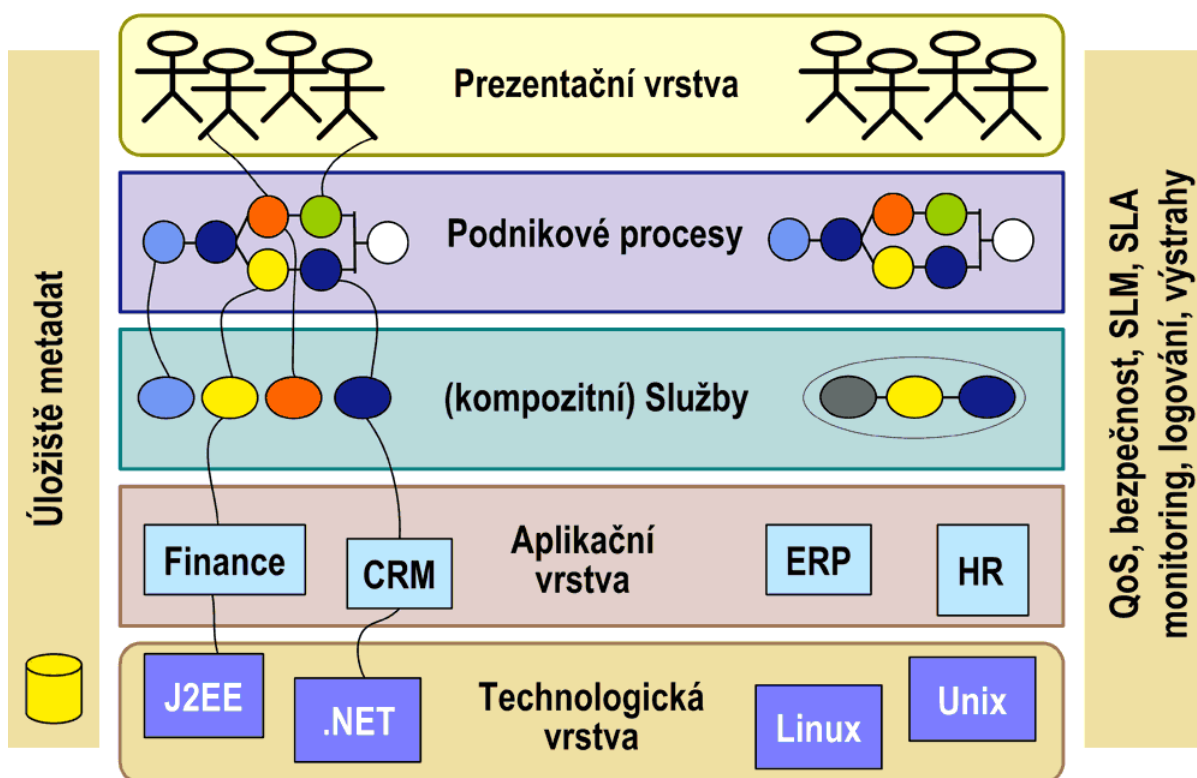 Prezentační vrstva
Podnikové procesy
(kompozitní) Služby
Aplikační
vrstva
Finance
CRM
ERP
HR
Technologická
vrstva
J2EE
.NET
Linux
Unix
Úložiště metadat
QoS, bezpečnost, SLM, SLA
monitoring, logování, výstrahy